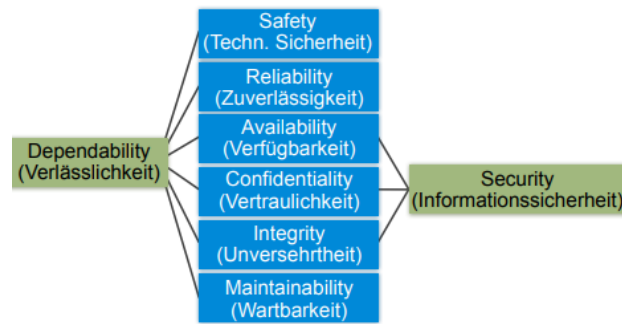 Safety
(Techn. Sicherheit)
Reliability
(Zuverlässigkeit)
Availability
(Verfügbarkeit)
Dependability
(Verlässlichkeit)
Confidentiality
(Vertraulichkeit)
Security
(Informationssicherheit)
Integrity
(Unversehrtheit)
Maintainability
(Wartbarkeit)